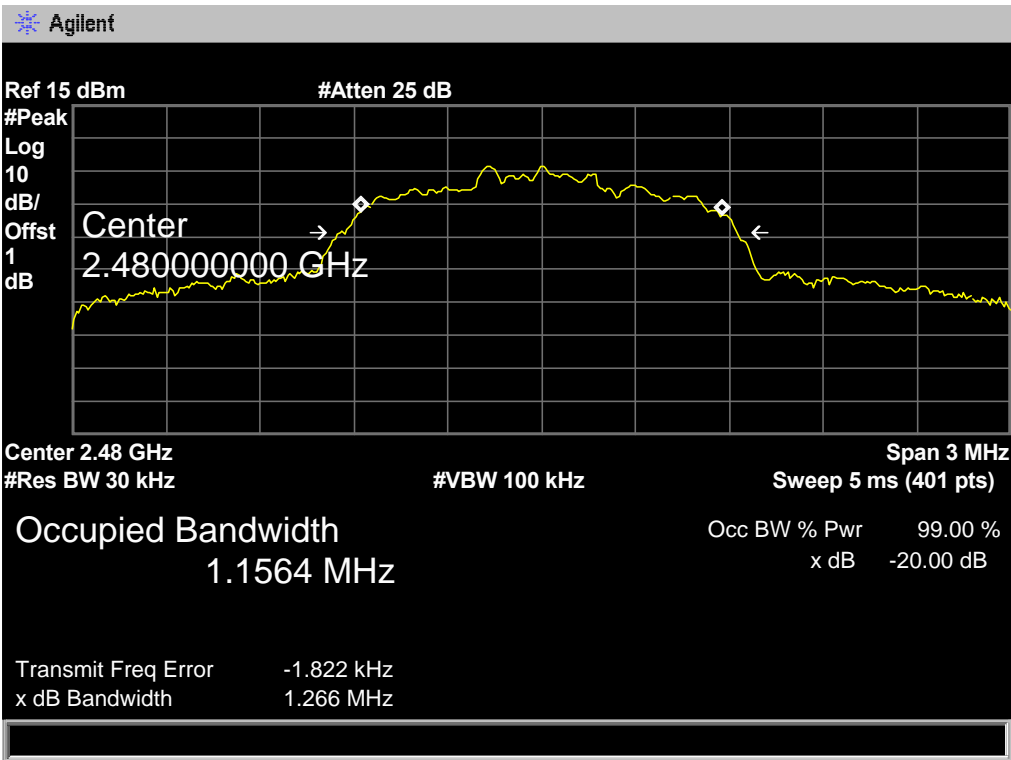 Agilent
Ref 15 dBm #Atten 25 dB
#Peak
Log
10
dB/
Offst
1
dB
Center
2.480000000 GHz
Center 2.48 GHz Span 3 MHz
#Res BW 30 kHz #VBW 100 kHz Sweep 5 ms (401 pts)
Occupied Bandwidth Occ BW % Pwr 99.00 %
1.1564 MHz x dB -20.00 dB
Transmit Freq Error -1.822 kHz
x dB Bandwidth 1.266 MHz